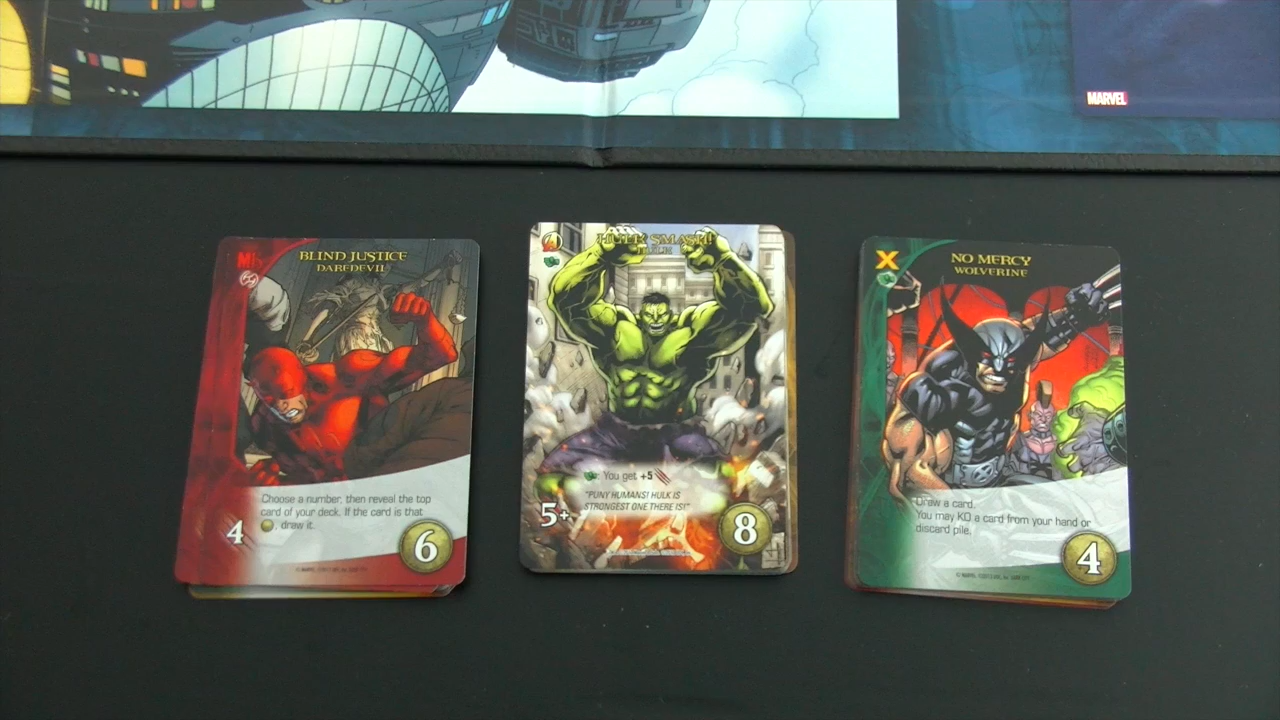 MARVEL
BLIND JUSTICE
DAREDEVIL
Choose a number, then reveal the top
card of your deck. If the card is that
, draw it.
4
6
HULK SMASH!
HULK
: You get +5
"PUNY HUMANS! HULK IS
STRONGEST ONE THERE IS!"
5+
8
X
NO MERCY
WOLVERINE
Draw a card.
You may KO a card from your hand or
discard pile.
4